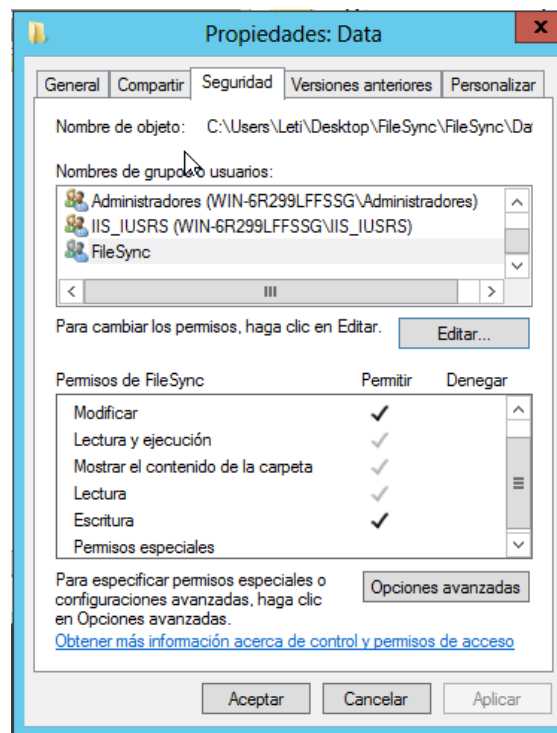 Propiedades: Data
x
General Compartir Seguridad Versiones anteriores Personalizar
Nombre de objeto: C:\Users\Leti\Desktop\FileSync\FileSync\Da
Nombres de grupos o usuarios:
Administradores (WIN-6R299LFFSSG\Administradores)
IIS_IUSRS (WIN-6R299LFFSSG\IIS_IUSRS)
FileSync
Para cambiar los permisos, haga clic en Editar. Editar...
Permisos de FileSync Permitir Denegar
Modificar
Lectura y ejecución
Mostrar el contenido de la carpeta
Lectura
Escritura
Permisos especiales
Para especificar permisos especiales o
configuraciones avanzadas, haga clic
en Opciones avanzadas.
Opciones avanzadas
Obtener más información acerca de control y permisos de acceso
Aceptar Cancelar Aplicar